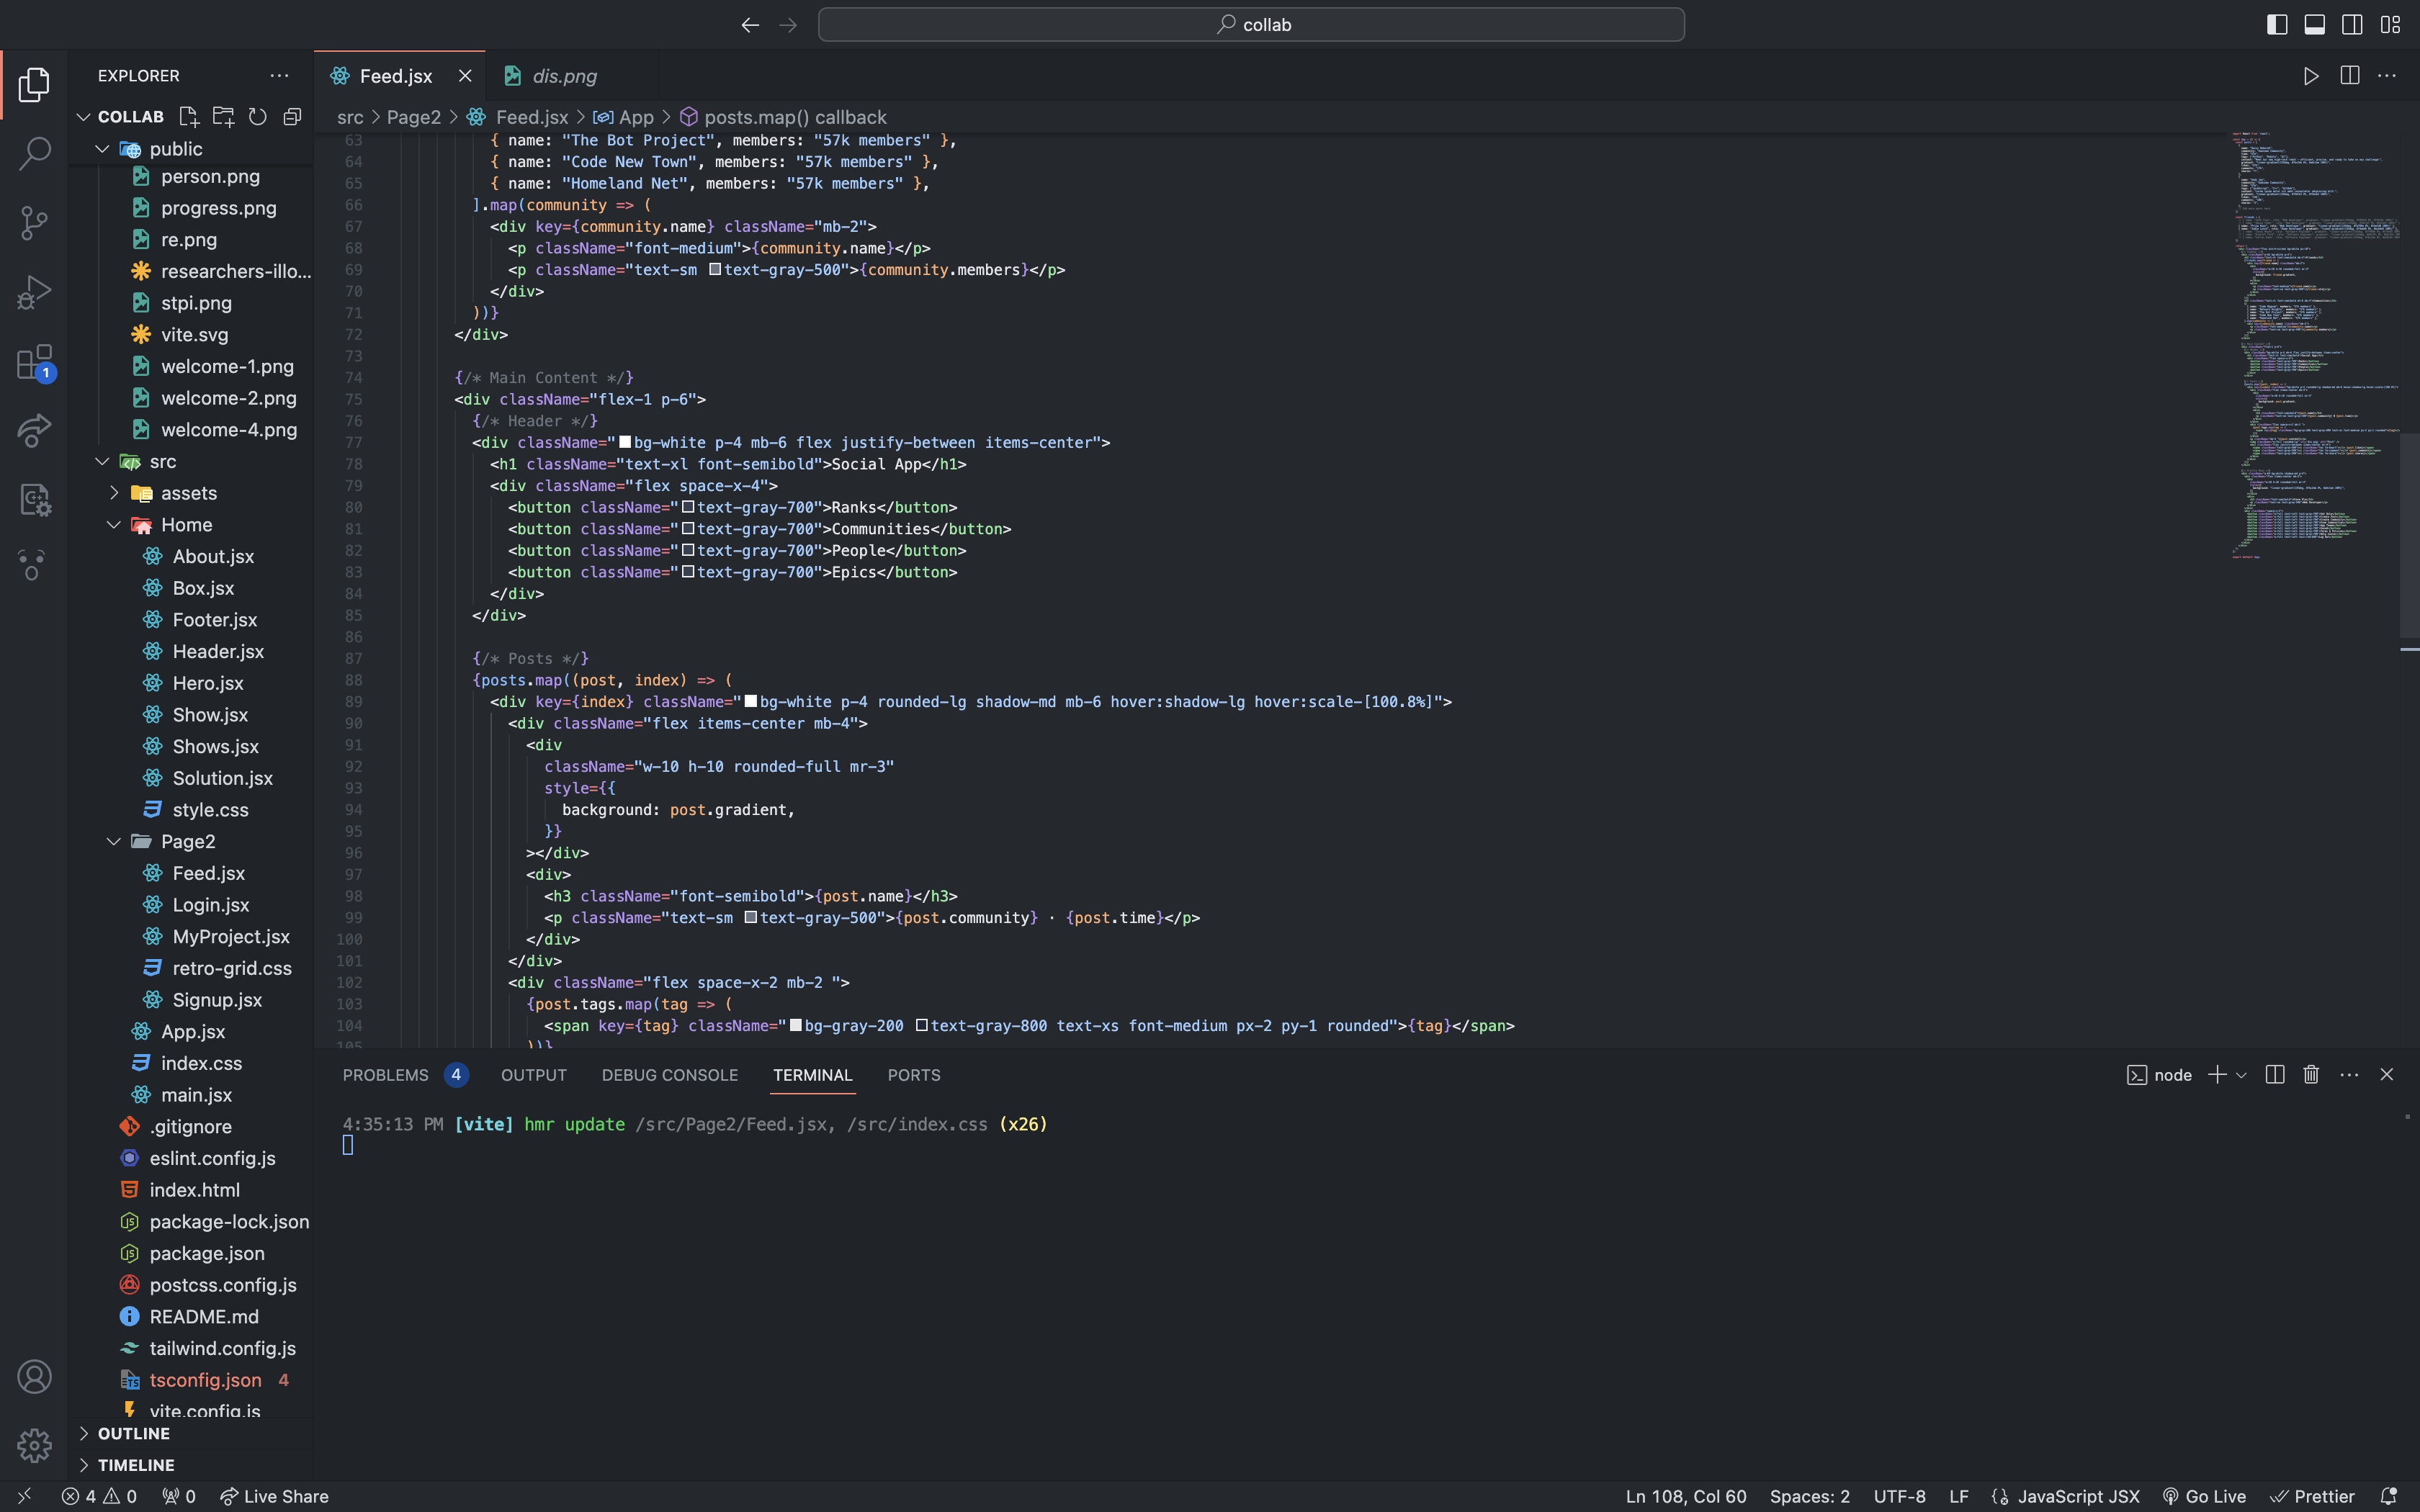 collab
EXPLORER
COLLAB
public
person.png
progress.png
re.png
researchers-illo...
stpi.png
vite.svg
welcome-1.png
welcome-2.png
welcome-4.png
src
assets
Home
About.jsx
Box.jsx
Footer.jsx
Header.jsx
Hero.jsx
Show.jsx
Shows.jsx
Solution.jsx
style.css
Page2
Feed.jsx
Login.jsx
MyProject.jsx
retro-grid.css
Signup.jsx
App.jsx
index.css
main.jsx
.gitignore
eslint.config.js
index.html
package-lock.json
package.json
postcss.config.js
README.md
tailwind.config.js
tsconfig.json 4
vite.config.js
OUTLINE
TIMELINE
1
Feed.jsx
dis.png
src > Page2 > Feed.jsx > App > posts.map() callback
63 { name: "The Bot Project", members: "57k members" },
64 { name: "Code New Town", members: "57k members" },
65 { name: "Homeland Net", members: "57k members" },
66 ].map(community => (
67 <div key={community.name} className="mb-2">
68 <p className="font-medium">{community.name}</p>
69 <p className="text-sm text-gray-500">{community.members}</p>
70 </div>
71 ))}
72 </div>
73
74 {/* Main Content */}
75 <div className="flex-1 p-6">
76 {/* Header */}
77 <div className="bg-white p-4 mb-6 flex justify-between items-center">
78 <h1 className="text-xl font-semibold">Social App</h1>
79 <div className="flex space-x-4">
80 <button className="text-gray-700">Ranks</button>
81 <button className="text-gray-700">Communities</button>
82 <button className="text-gray-700">People</button>
83 <button className="text-gray-700">Epics</button>
84 </div>
85 </div>
86
87 {/* Posts */}
88 {posts.map((post, index) => (
89 <div key={index} className="bg-white p-4 rounded-lg shadow-md mb-6 hover:shadow-lg hover:scale-[100.8%]">
90 <div className="flex items-center mb-4">
91 <div
92 className="w-10 h-10 rounded-full mr-3"
93 style={{
94 background: post.gradient,
95 }}
96 ></div>
97 <div>
98 <h3 className="font-semibold">{post.name}</h3>
99 <p className="text-sm text-gray-500">{post.community} · {post.time}</p>
100 </div>
101 </div>
102 <div className="flex space-x-2 mb-2 ">
103 {post.tags.map(tag => (
104 <span key={tag} className="bg-gray-200 text-gray-800 text-xs font-medium px-2 py-1 rounded">{tag}</span>
105 ))}
PROBLEMS 4 OUTPUT DEBUG CONSOLE TERMINAL PORTS
node
4:35:13 PM [vite] hmr update /src/Page2/Feed.jsx, /src/index.css (x26)
4 0 0 Live Share
Ln 108, Col 60 Spaces: 2 UTF-8 LF JavaScript JSX Go Live Prettier